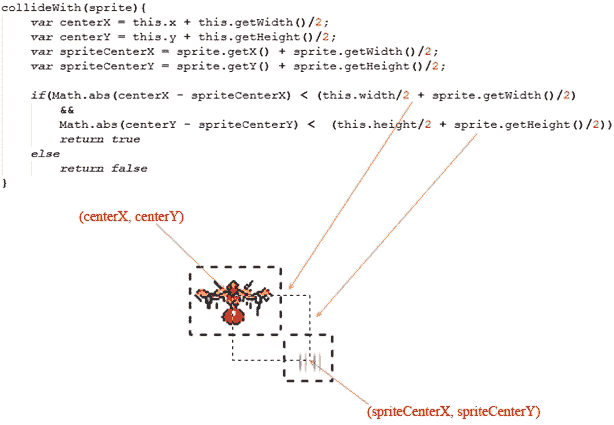 collideWith(sprite){
var centerX = this.x + this.getWidth()/2;
var centerY = this.y + this.getHeight()/2;
var spriteCenterX = sprite.getX() + sprite.getWidth()/2;
var spriteCenterY = sprite.getY() + sprite.getHeight()/2;
if(Math.abs(centerX - spriteCenterX) < (this.width/2 + sprite.getWidth()/2)
&&
Math.abs(centerY - spriteCenterY) < (this.height/2 + sprite.getHeight()/2))
return true
else
return false
}
(centerX, centerY)
(spriteCenterX, spriteCenterY)